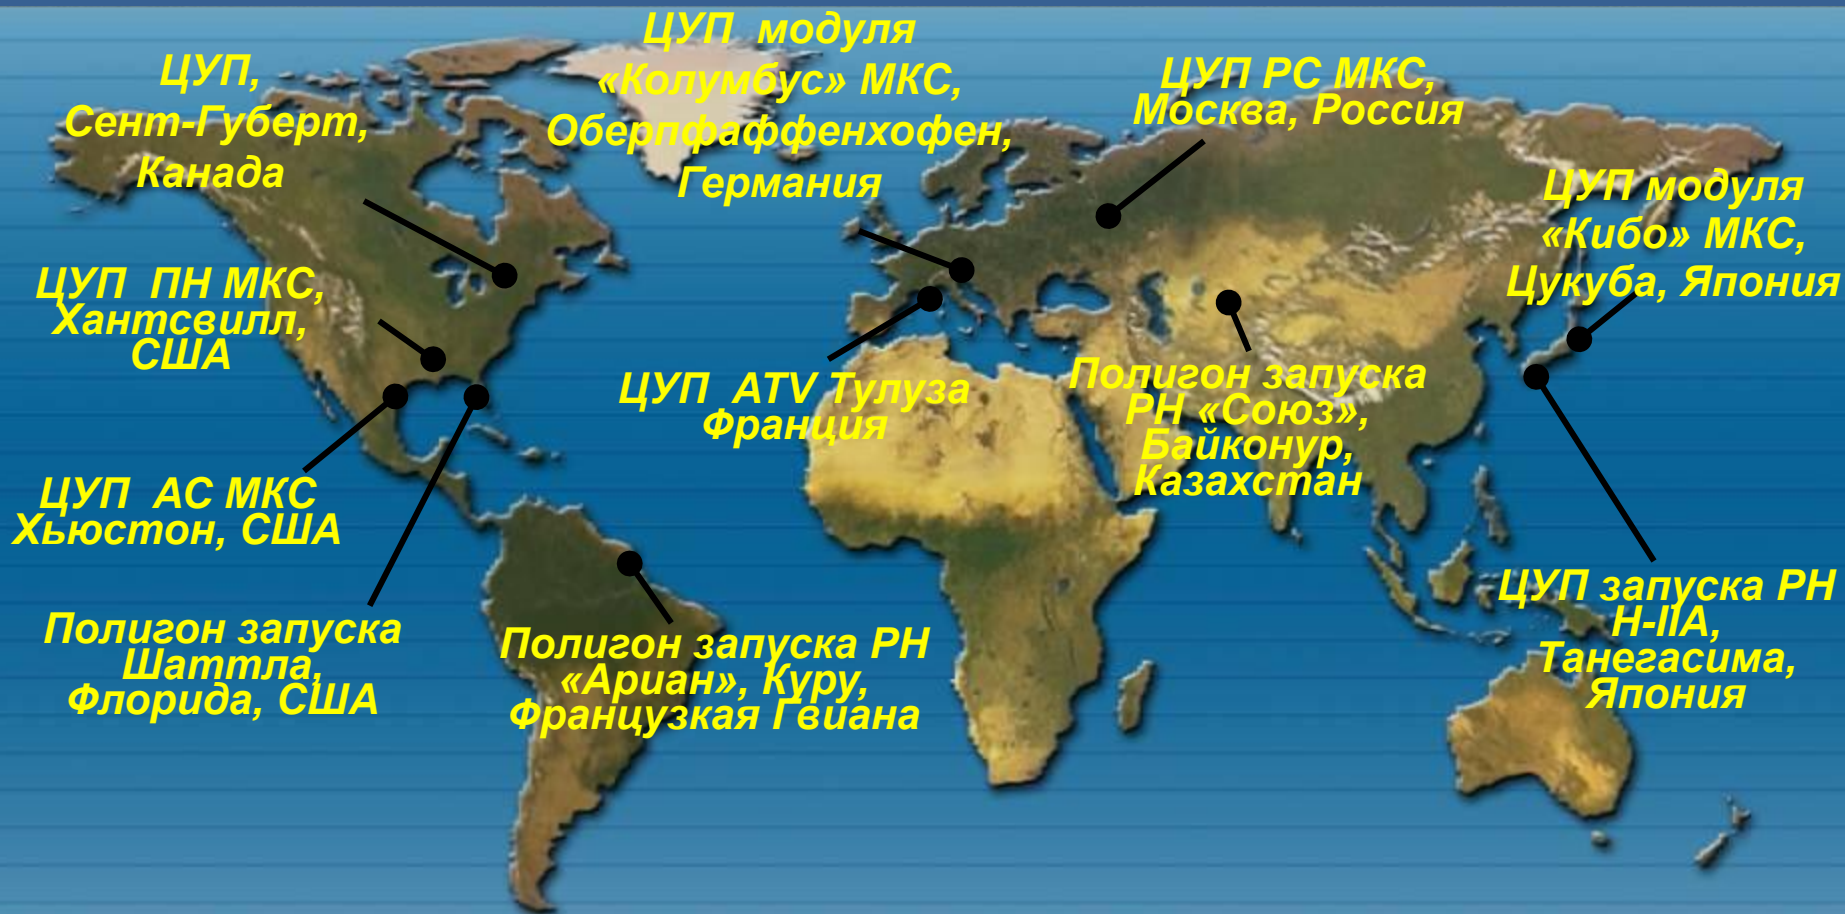 ЦУП,
Сент-Губерт,
Канада
ЦУП модуля
«Колумбус» МКС,
Оберпфаффенхофен,
Германия
ЦУП РС МКС,
Москва, Россия
ЦУП модуля
«Кибо» МКС,
Цукуба, Япония
ЦУП ПН МКС,
Хантсвилл,
США
ЦУП ATV Тулуза
Франция
Полигон запуска
РН «Союз»,
Байконур,
Казахстан
ЦУП АС МКС
Хьюстон, США
Полигон запуска
Шаттла,
Флорида, США
Полигон запуска РН
«Ариан», Куру,
Французкая Гвиана
ЦУП запуска РН
H-IIA,
Танегасима,
Япония